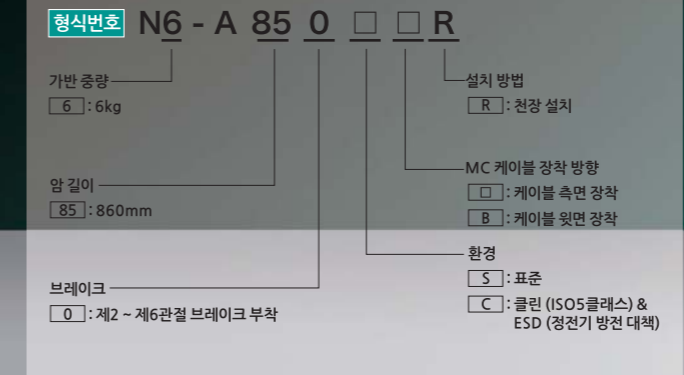 형식번호 N6 - A 85 0 □ □ R
가반 중량
6 : 6kg
암 길이
85 : 860mm
브레이크
0 : 제2 ~ 제6관절 브레이크 부착
설치 방법
R : 천장 설치
MC 케이블 장착 방향
□ : 케이블 측면 장착
B : 케이블 윗면 장착
환경
S : 표준
C : 클린 (ISO5클래스) &
ESD (정전기 방전 대책)